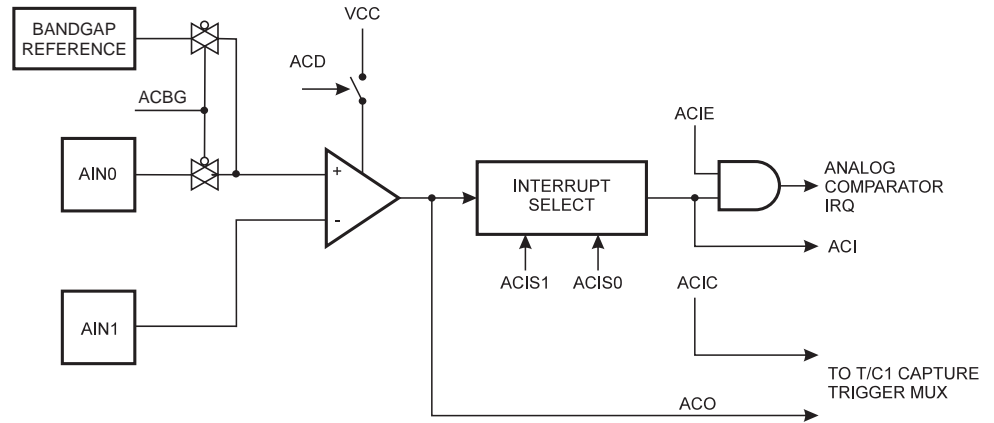 BANDGAP
REFERENCE
VCC
ACD
ACBG
ACIE
AIN0
+
-
INTERRUPT
SELECT
ANALOG
COMPARATOR
IRQ
ACI
ACIS1
ACIS0
ACIC
AIN1
TO T/C1 CAPTURE
TRIGGER MUX
ACO